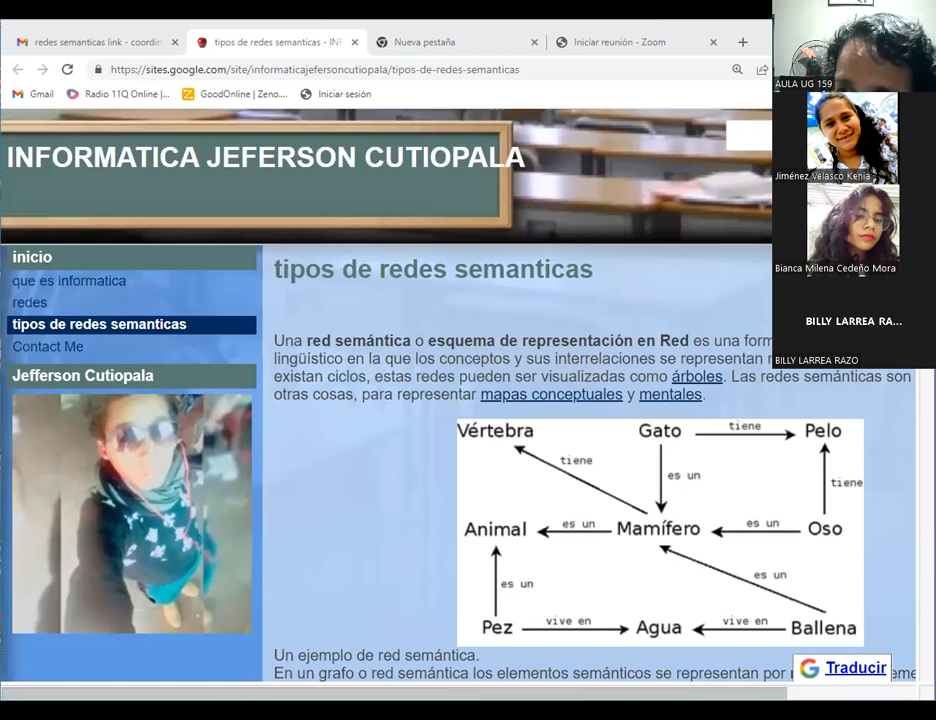 redes semanticas link - coordin
tipos de redes semanticas - INF
Nueva pestaña
Iniciar reunión - Zoom
https://sites.google.com/site/informaticajefersoncutiopala/tipos-de-redes-semanticas
Gmail
Radio 11Q Online |...
GoodOnline | Zeno....
Iniciar sesión
AULA UG 159
Jiménez Velasco Kenia
Bianca Milena Cedeño Mora
BILLY LARREA RA...
BILLY LARREA RAZO
INFORMATICA JEFERSON CUTIOPALA
inicio
que es informatica
redes
tipos de redes semanticas
Contact Me
Jefferson Cutiopala
tipos de redes semanticas
Una red semántica o esquema de representación en Red es una form
lingüístico en la que los conceptos y sus interrelaciones se representan
existan ciclos, estas redes pueden ser visualizadas como árboles. Las redes semánticas son
otras cosas, para representar mapas conceptuales y mentales.
Vértebra
Gato
tiene
Pelo
tiene
es un
tiene
Animal
es un
Mamífero
es un
Oso
es un
es un
Pez
vive en
Agua
vive en
Ballena
Un ejemplo de red semántica.
En un grafo o red semántica los elementos semánticos se representan por
Traducir